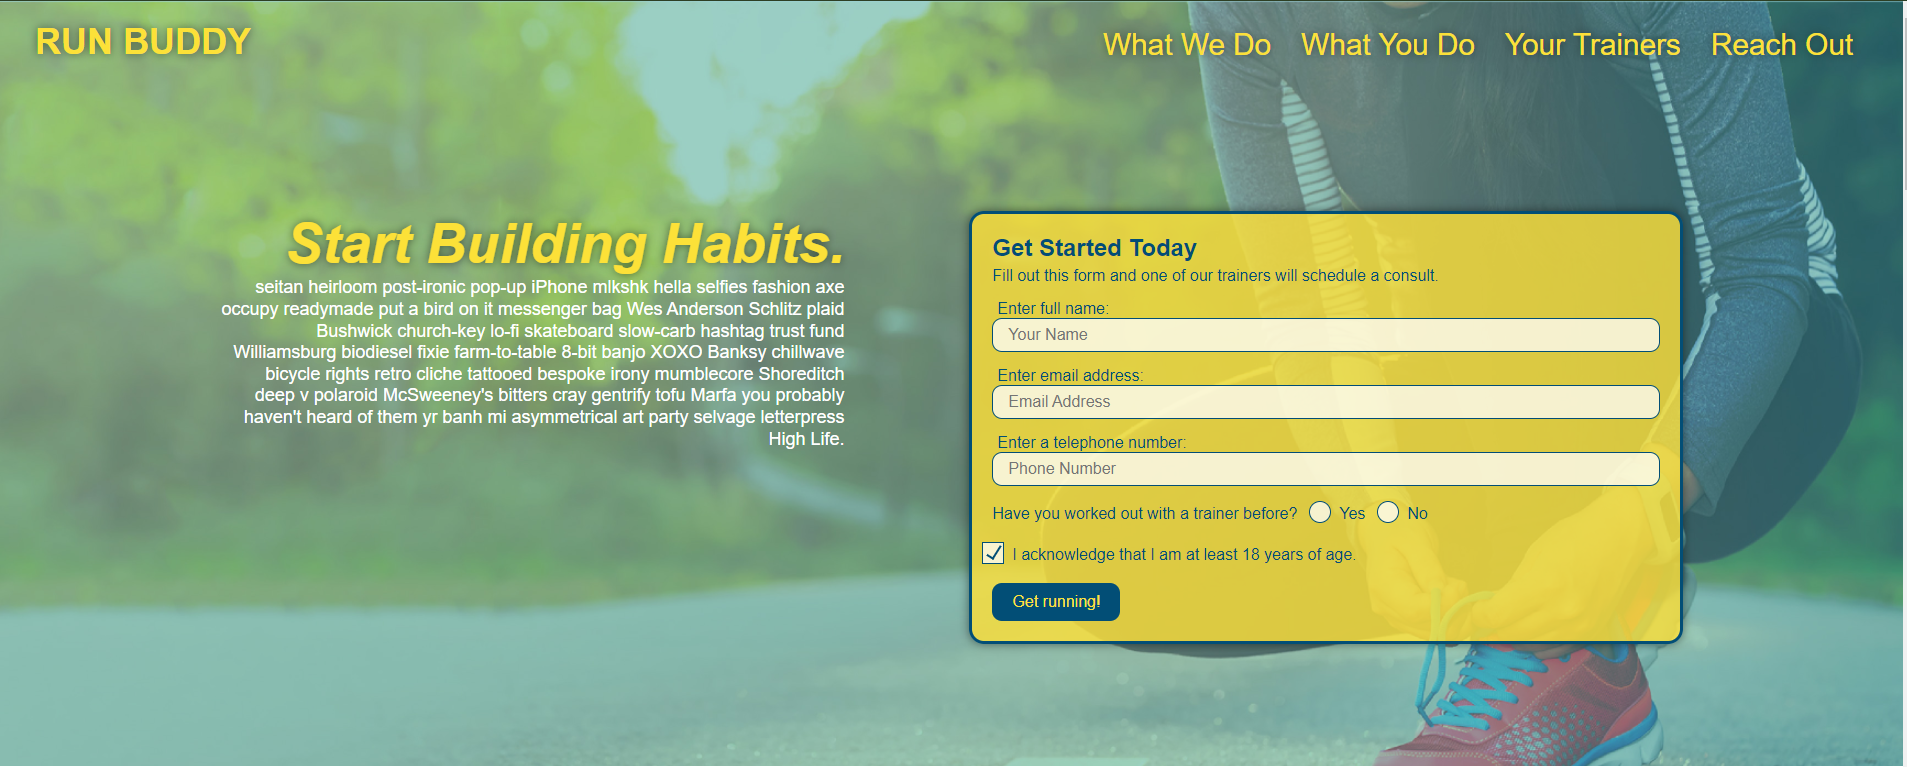 RUN BUDDY
What We Do What You Do Your Trainers Reach Out
Start Building Habits.
seitan heirloom post-ironic pop-up iPhone mlkshk hella selfies fashion axe
occupy readymade put a bird on it messenger bag Wes Anderson Schlitz plaid
Bushwick church-key lo-fi skateboard slow-carb hashtag trust fund
Williamsburg biodiesel fixie farm-to-table 8-bit banjo XOXO Banksy chillwave
bicycle rights retro cliche tattooed bespoke irony mumblecore Shoreditch
deep v polaroid McSweeney's bitters cray gentrify tofu Marfa you probably
haven't heard of them yr banh mi asymmetrical art party selvage letterpress
High Life.
Get Started Today
Fill out this form and one of our trainers will schedule a consult.
Enter full name:
Your Name
Enter email address:
Email Address
Enter a telephone number:
Phone Number
Have you worked out with a trainer before? Yes No
I acknowledge that I am at least 18 years of age.
Get running!